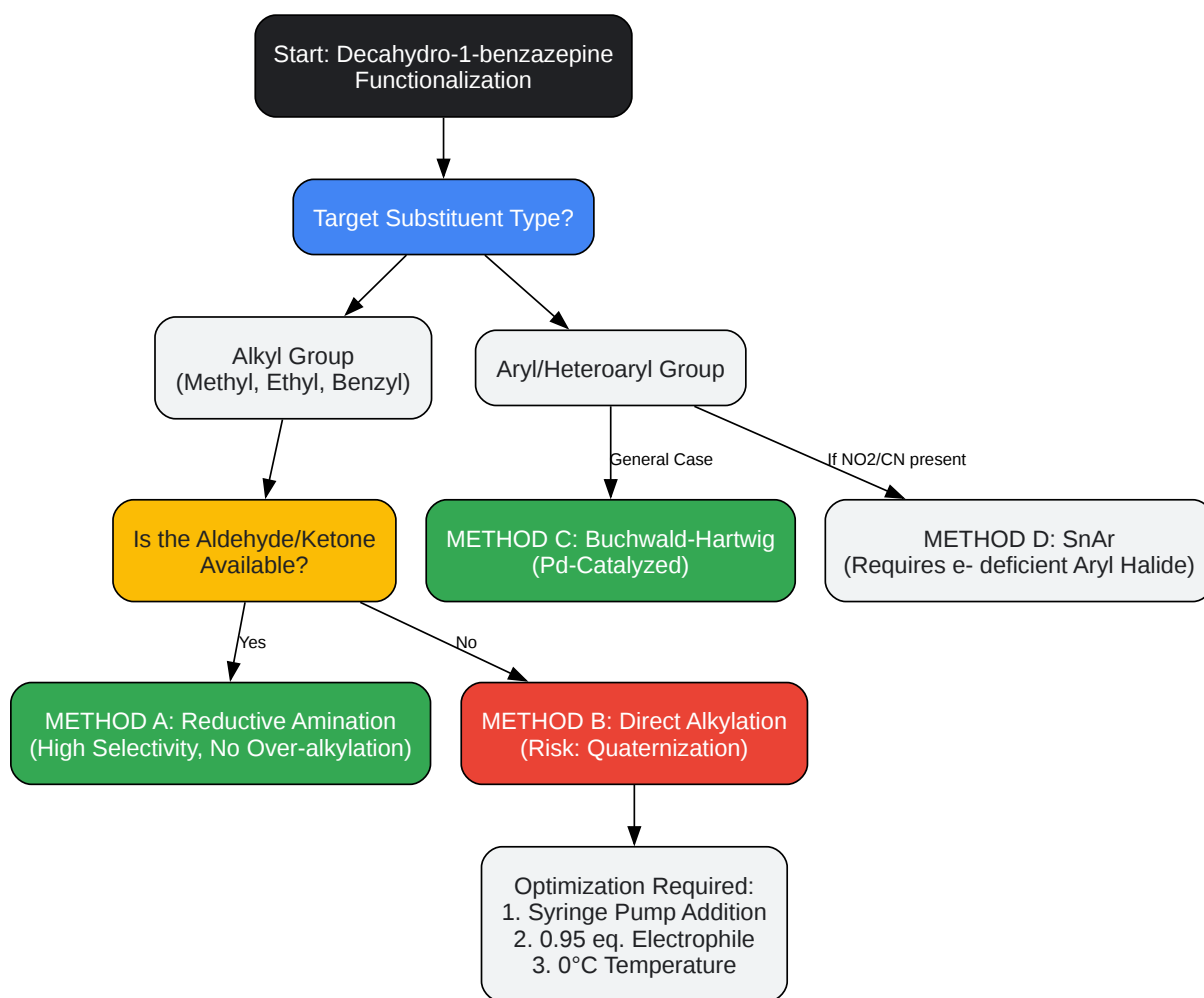 Start: Decahydro-1-benzazepine
Functionalization
Target Substituent Type?
Alkyl Group
(Methyl, Ethyl, Benzyl)
Aryl/Heteroaryl Group
General Case
If NO2/CN present
Is the Aldehyde/Ketone
Available?
METHOD C: Buchwald-Hartwig
(Pd-Catalyzed)
METHOD D: SnAr
(Requires e- deficient Aryl Halide)
Yes
No
METHOD A: Reductive Amination
(High Selectivity, No Over-alkylation)
METHOD B: Direct Alkylation
(Risk: Quaternization)
Optimization Required:
1. Syringe Pump Addition
2. 0.95 eq. Electrophile
3. 0°C Temperature